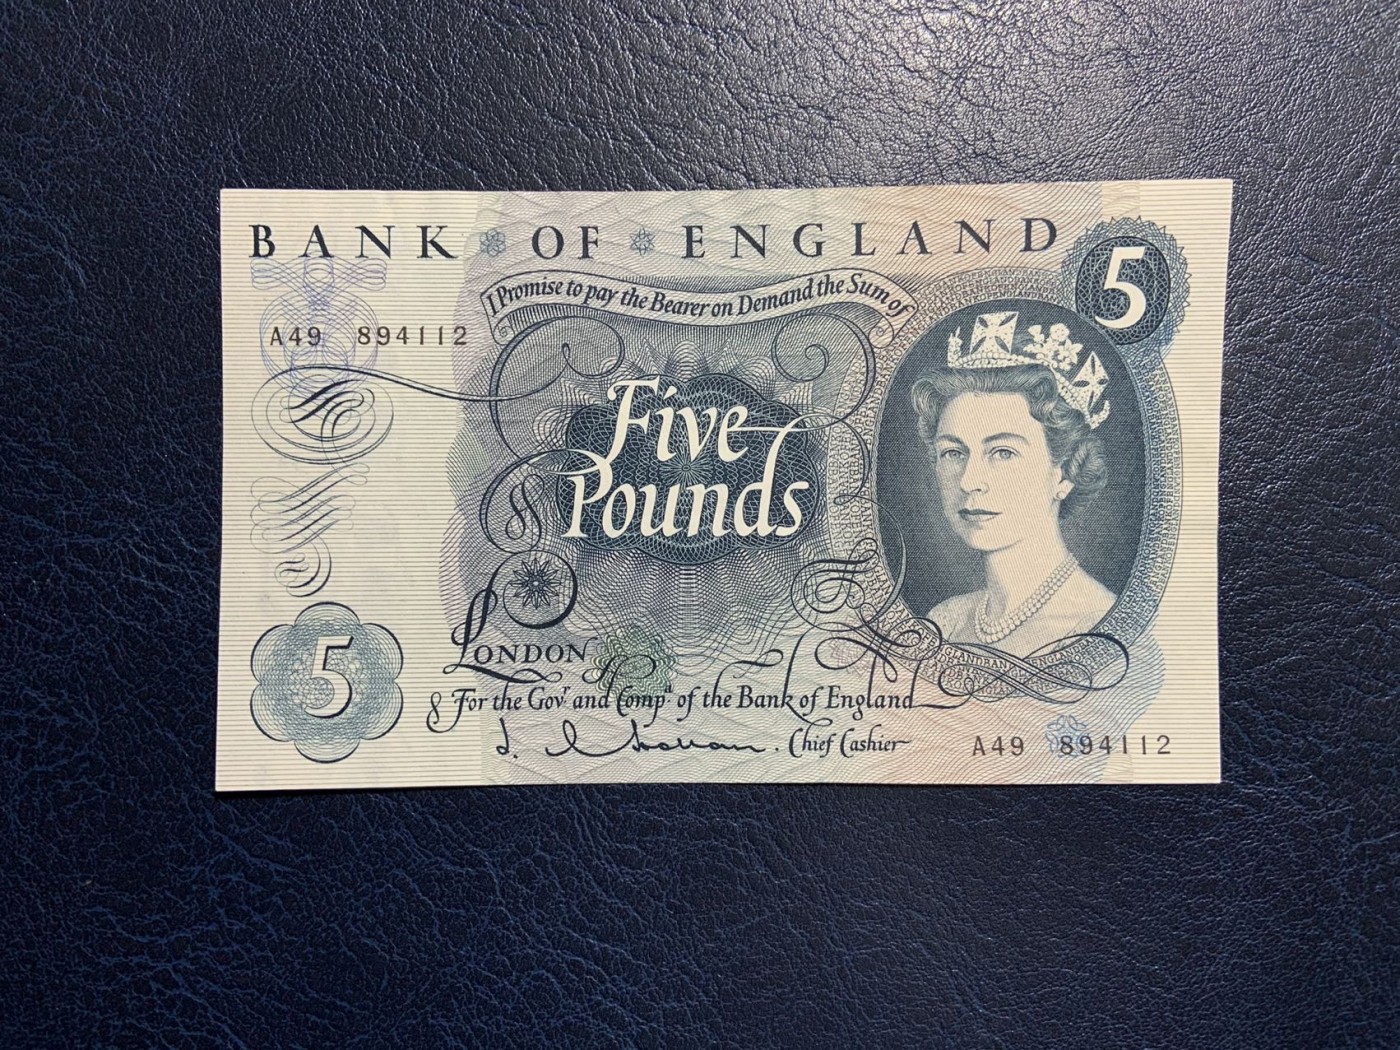 BANK OF ENGLAND
5
I Promise to pay the Bearer on Demand the Sum of
A49 894112
Five
Pounds
LONDON
5
For the Govr and Compa of the Bank of England
Chief Cashier
A49 894112